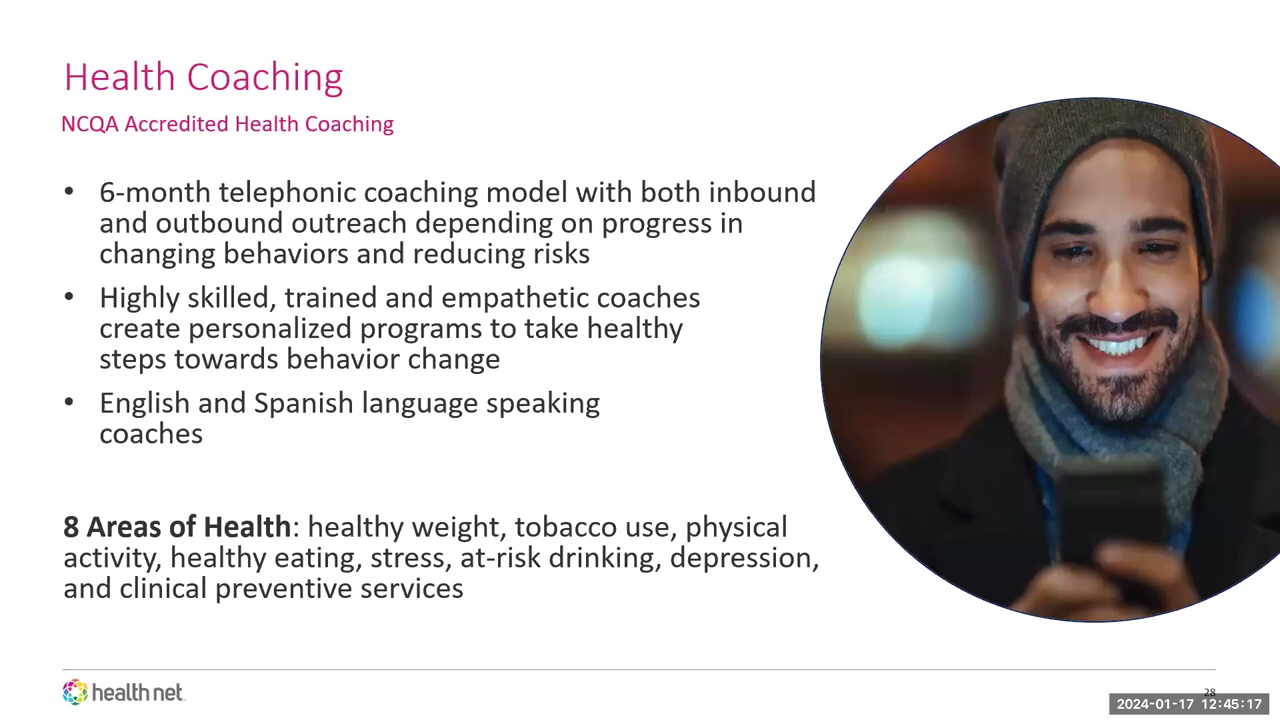 Health Coaching
NCQA Accredited Health Coaching
• 6-month telephonic coaching model with both inbound
and outbound outreach depending on progress in
changing behaviors and reducing risks
• Highly skilled, trained and empathetic coaches
create personalized programs to take healthy
steps towards behavior change
• English and Spanish language speaking
coaches
8 Areas of Health: healthy weight, tobacco use, physical
activity, healthy eating, stress, at-risk drinking, depression,
and clinical preventive services
health net
28
2024-01-17 12:45:17